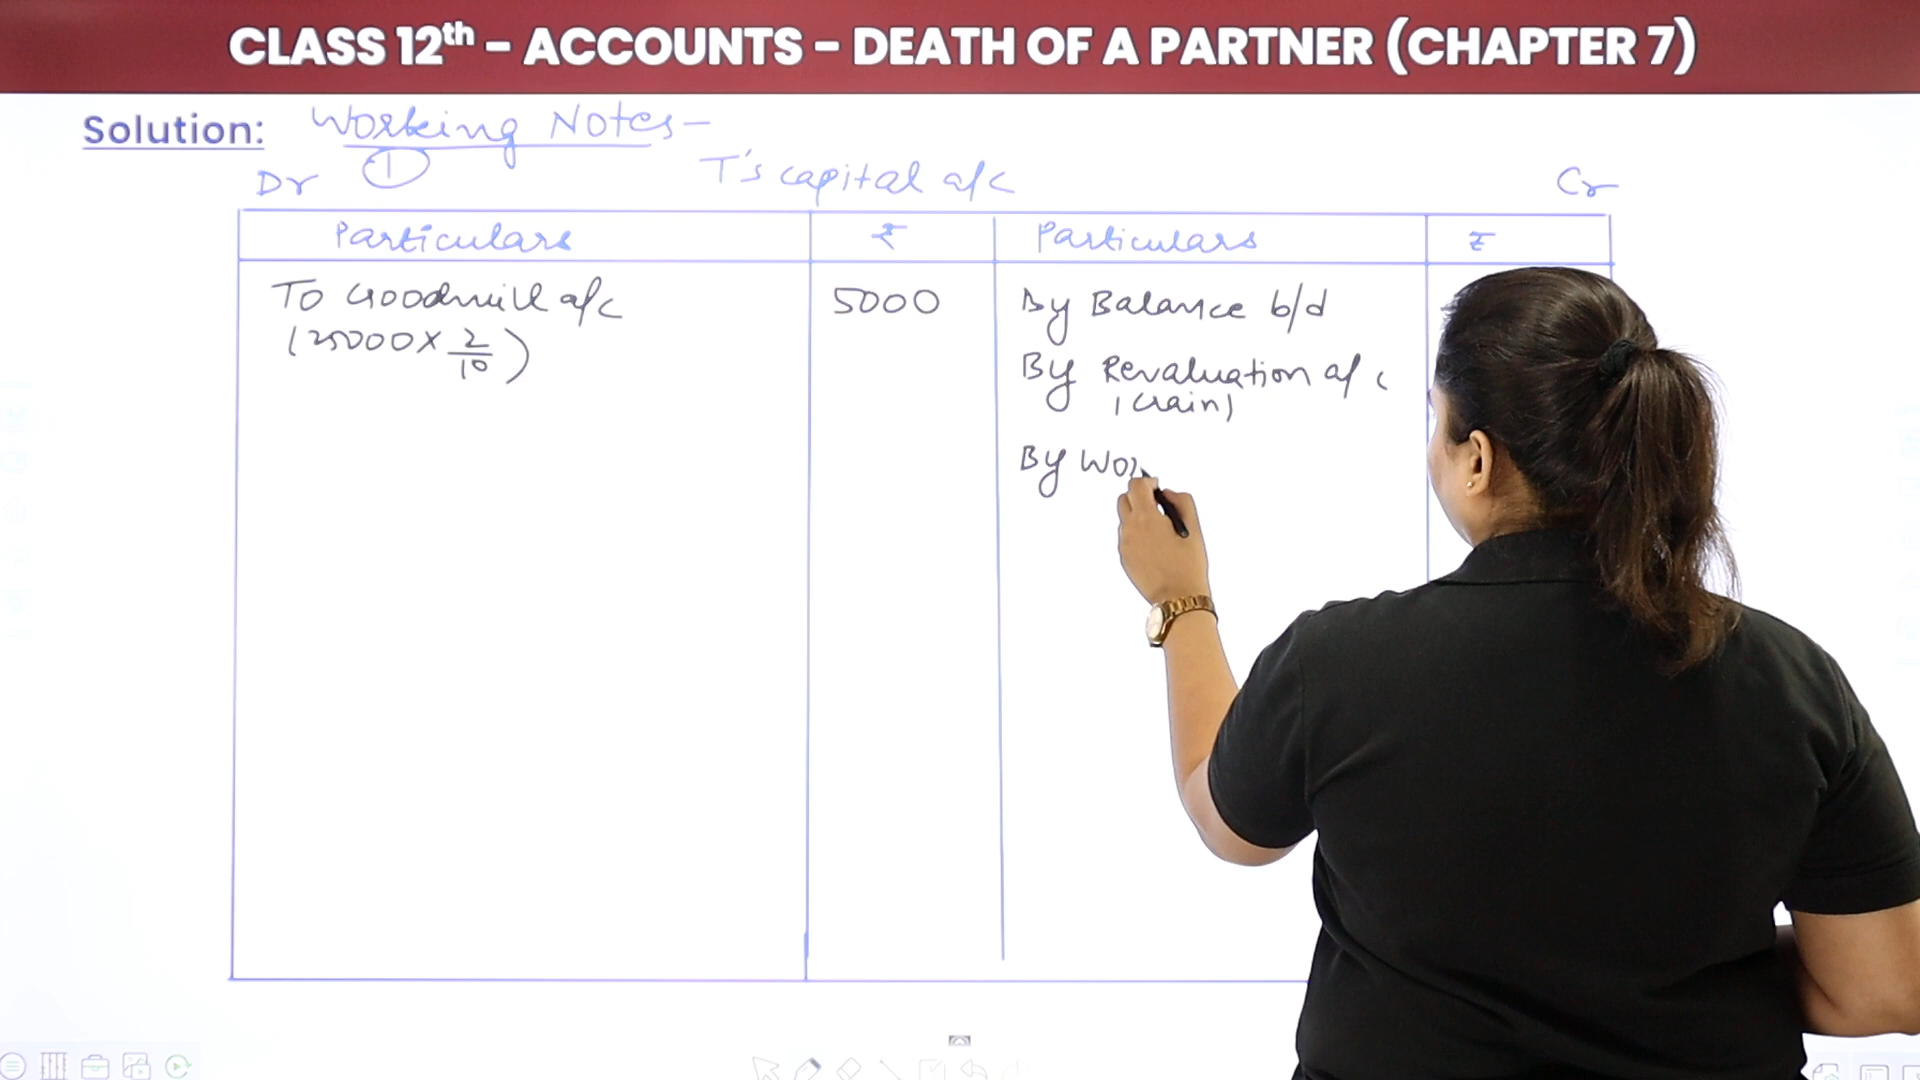 CLASS 12th – ACCOUNTS – DEATH OF A PARTNER (CHAPTER 7)
Solution: Working Notes –
Dr ① T's capital a/c Cr
Particulars ₹ Particulars ₹
To Goodwill a/c 5000 By Balance b/d
(25000 × 2/10) By Revaluation a/c
(Gain)
By Wor